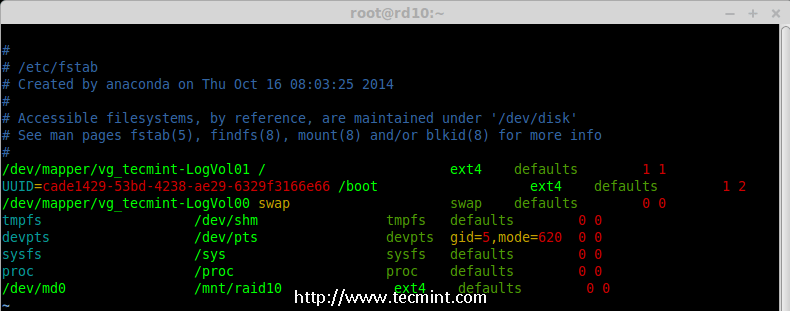 root@rd10:~
#
# /etc/fstab
# Created by anaconda on Thu Oct 16 08:03:25 2014
#
# Accessible filesystems, by reference, are maintained under '/dev/disk'
# See man pages fstab(5), findfs(8), mount(8) and/or blkid(8) for more info
#
/dev/mapper/vg_tecmint-LogVol01 / ext4 defaults 1 1
UUID=cade1429-53bd-4238-ae29-6329f3166e66 /boot ext4 defaults 1 2
/dev/mapper/vg_tecmint-LogVol00 swap swap defaults 0 0
tmpfs /dev/shm tmpfs defaults 0 0
devpts /dev/pts devpts gid=5,mode=620 0 0
sysfs /sys sysfs defaults 0 0
proc /proc proc defaults 0 0
/dev/md0 /mnt/raid10 ext4 defaults 0 0
~
http://www.tecmint.com